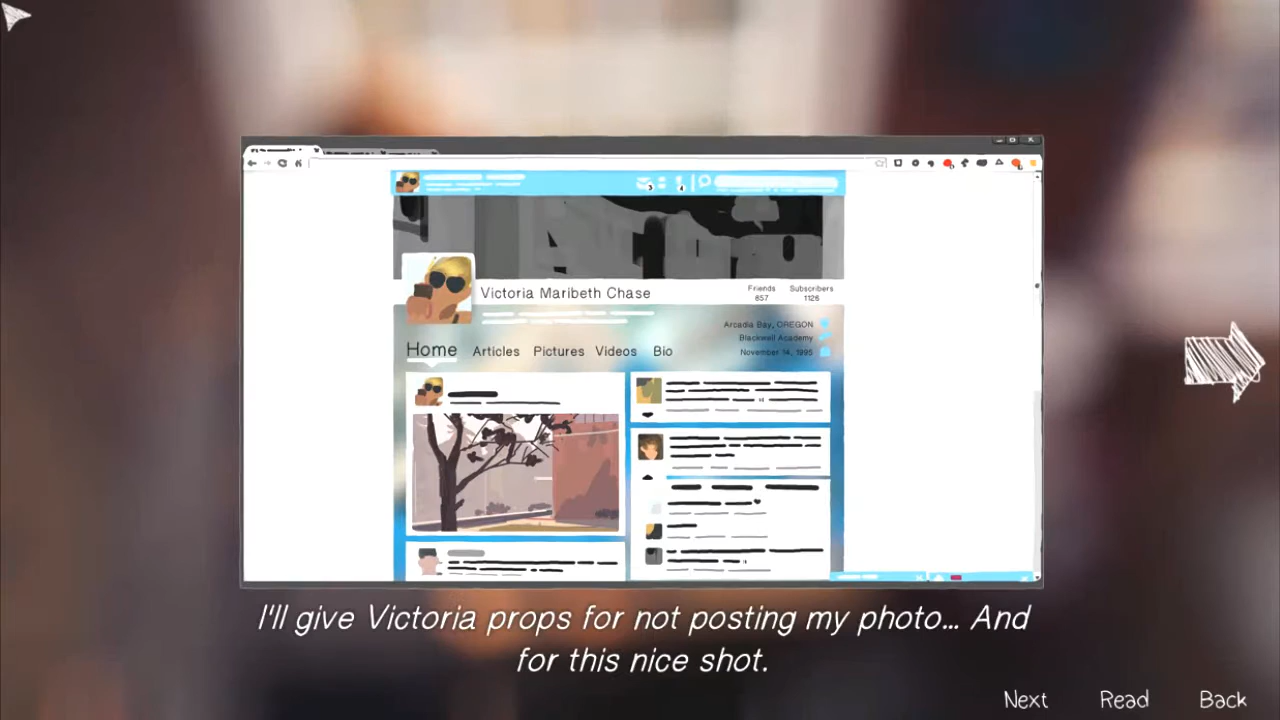 Victoria Maribeth Chase
Friends
857
Subscribers
1126
Arcadia Bay, OREGON
Blackwell Academy
November 14, 1995
Home Articles Pictures Videos Bio
I'll give Victoria props for not posting my photo... And
for this nice shot.
Next Read Back